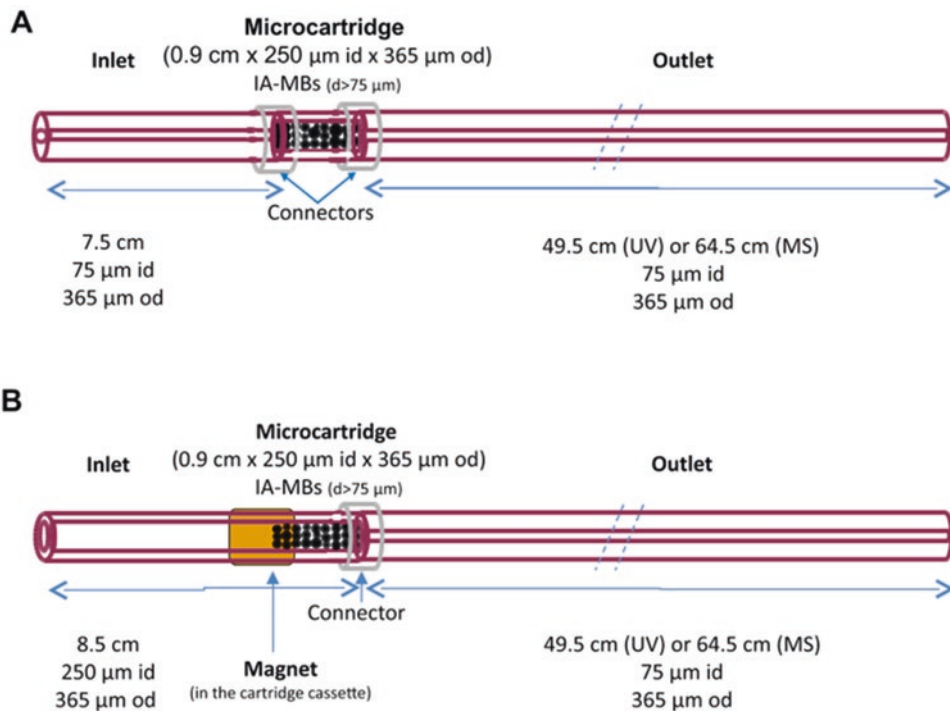 A
Microcartridge
(0.9 cm x 250 µm id x 365 µm od)
Inlet
Outlet
IA-MBs (d>75 µm)
Connectors
7.5 cm
75 µm id
365 µm od
49.5 cm (UV) or 64.5 cm (MS)
75 µm id
365 µm od
B
Microcartridge
(0.9 cm x 250 µm id x 365 µm od)
Inlet
Outlet
IA-MBs (d>75 µm)
Connector
8.5 cm
250 µm id
365 µm od
Magnet
(in the cartridge cassette)
49.5 cm (UV) or 64.5 cm (MS)
75 µm id
365 µm od